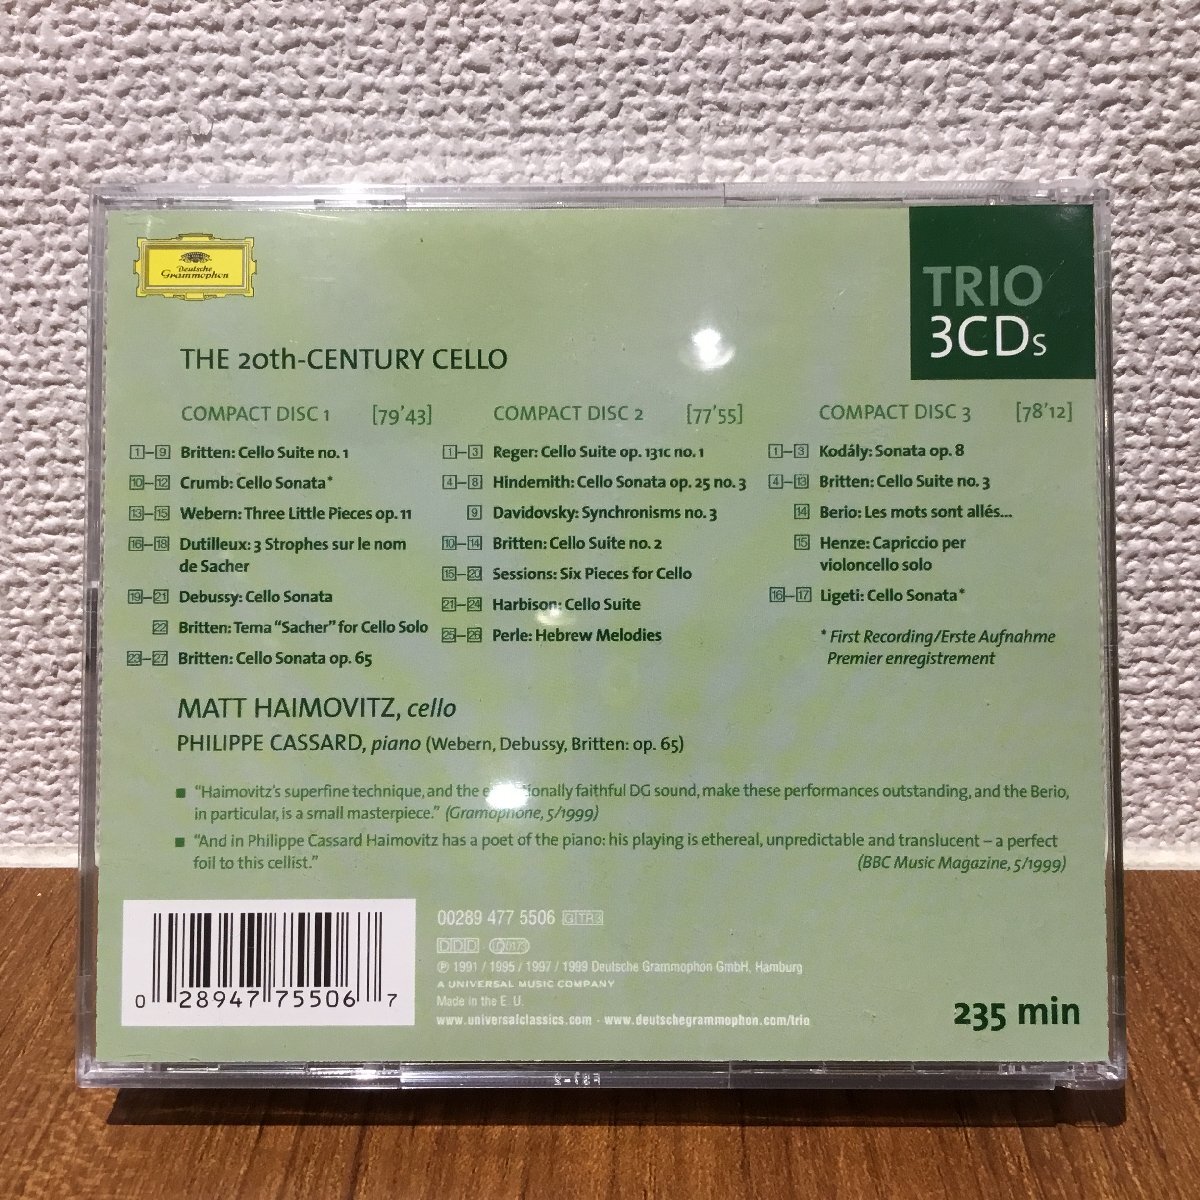 Deutsche
Grammophon
TRIO
3CDs
THE 20th-CENTURY CELLO
COMPACT DISC 1 [79'43]
1–9 Britten: Cello Suite no. 1
10–12 Crumb: Cello Sonata*
13–15 Webern: Three Little Pieces op. 11
16–18 Dutilleux: 3 Strophes sur le nom
de Sacher
19–21 Debussy: Cello Sonata
22 Britten: Tema "Sacher" for Cello Solo
23–27 Britten: Cello Sonata op. 65
COMPACT DISC 2 [77'55]
1–3 Reger: Cello Suite op. 131c no. 1
4–8 Hindemith: Cello Sonata op. 25 no. 3
9 Davidovsky: Synchronisms no. 3
10–14 Britten: Cello Suite no. 2
15–20 Sessions: Six Pieces for Cello
21–24 Harbison: Cello Suite
25–26 Perle: Hebrew Melodies
COMPACT DISC 3 [78'12]
1–3 Kodály: Sonata op. 8
4–13 Britten: Cello Suite no. 3
14 Berio: Les mots sont allés...
15 Henze: Capriccio per
violoncello solo
16–17 Ligeti: Cello Sonata*
* First Recording/Erste Aufnahme
Premier enregistrement
MATT HAIMOVITZ, cello
PHILIPPE CASSARD, piano (Webern, Debussy, Britten: op. 65)
■ "Haimovitz's superfine technique, and the faithful DG sound, make these performances outstanding, and the Berio,
in particular, is a small masterpiece." (Gramophone, 5/1999)
■ "And in Philippe Cassard Haimovitz has a poet of the piano: his playing is ethereal, unpredictable and translucent – a perfect
foil to this cellist." (BBC Music Magazine, 5/1999)
0 28947 75506 7
00289 477 5506 G TR3
DDD LC 0173
℗ 1991 / 1995 / 1997 / 1999 Deutsche Grammophon GmbH, Hamburg
A UNIVERSAL MUSIC COMPANY
Made in the E. U.
www.universalclassics.com · www.deutschegrammophon.com/trio
235 min